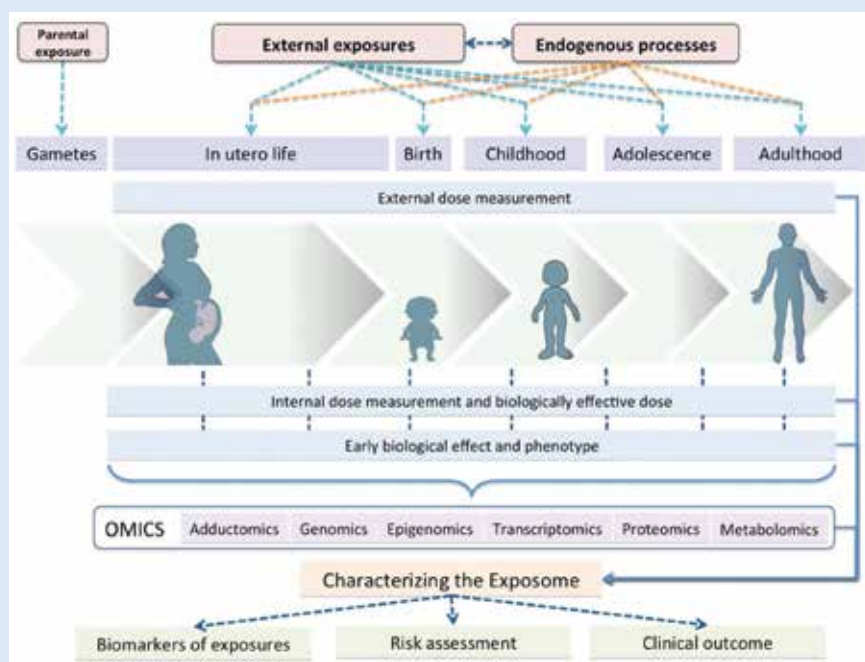 Parental
exposure
External exposures
Endogenous processes
Gametes
In utero life
Birth
Childhood
Adolescence
Adulthood
External dose measurement
Internal dose measurement and biologically effective dose
Early biological effect and phenotype
OMICS
Adductomics
Genomics
Epigenomics
Transcriptomics
Proteomics
Metabolomics
Characterizing the Exposome
Biomarkers of exposures
Risk assessment
Clinical outcome